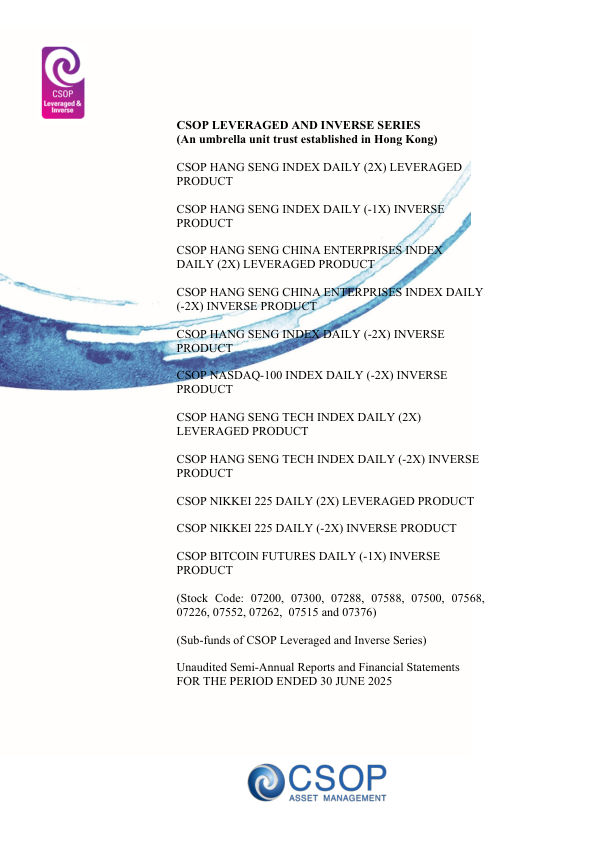 CSOP
Leveraged &
Inverse
CSOP LEVERAGED AND INVERSE SERIES
(An umbrella unit trust established in Hong Kong)
CSOP HANG SENG INDEX DAILY (2X) LEVERAGED
PRODUCT
CSOP HANG SENG INDEX DAILY (-1X) INVERSE
PRODUCT
CSOP HANG SENG CHINA ENTERPRISES INDEX
DAILY (2X) LEVERAGED PRODUCT
CSOP HANG SENG CHINA ENTERPRISES INDEX DAILY
(-2X) INVERSE PRODUCT
CSOP HANG SENG INDEX DAILY (-2X) INVERSE
PRODUCT
CSOP NASDAQ-100 INDEX DAILY (-2X) INVERSE
PRODUCT
CSOP HANG SENG TECH INDEX DAILY (2X)
LEVERAGED PRODUCT
CSOP HANG SENG TECH INDEX DAILY (-2X) INVERSE
PRODUCT
CSOP NIKKEI 225 DAILY (2X) LEVERAGED PRODUCT
CSOP NIKKEI 225 DAILY (-2X) INVERSE PRODUCT
CSOP BITCOIN FUTURES DAILY (-1X) INVERSE
PRODUCT
(Stock Code: 07200, 07300, 07288, 07588, 07500, 07568,
07226, 07552, 07262, 07515 and 07376)
(Sub-funds of CSOP Leveraged and Inverse Series)
Unaudited Semi-Annual Reports and Financial Statements
FOR THE PERIOD ENDED 30 JUNE 2025
CSOP
ASSET MANAGEMENT